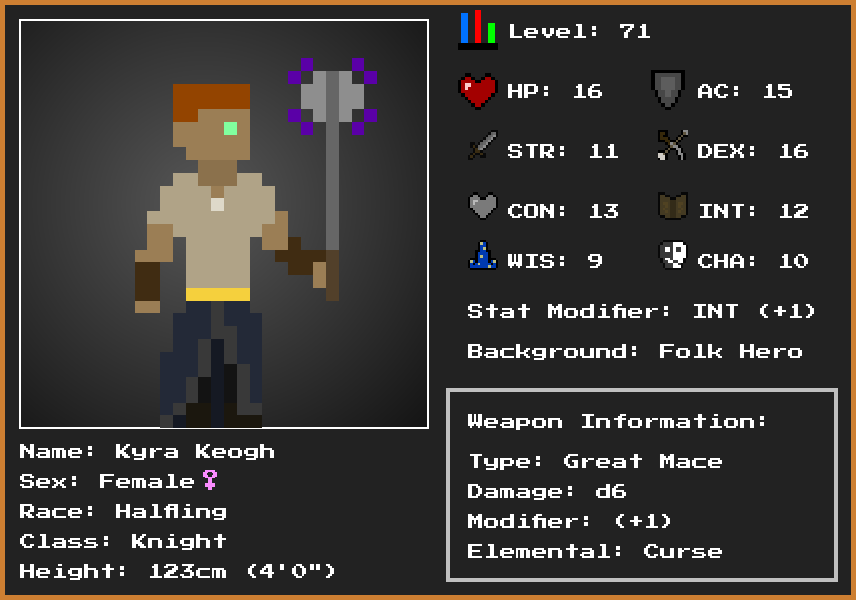 Level: 71
HP: 16 AC: 15
STR: 11 DEX: 16
CON: 13 INT: 12
WIS: 9 CHA: 10
Stat Modifier: INT (+1)
Background: Folk Hero
Weapon Information:
Type: Great Mace
Damage: d6
Modifier: (+1)
Elemental: Curse
Name: Kyra Keogh
Sex: Female♀
Race: Halfling
Class: Knight
Height: 123cm (4'0")